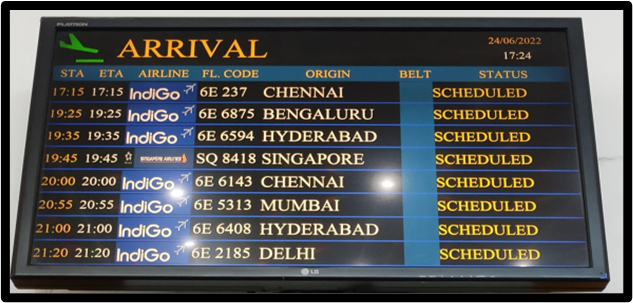 PLATRON
ARRIVAL
24/06/2022
17:24
STA ETA AIRLINE FL. CODE ORIGIN BELT STATUS
17:15 17:15 IndiGo 6E 237 CHENNAI SCHEDULED
19:25 19:25 IndiGo 6E 6875 BENGALURU SCHEDULED
19:35 19:35 IndiGo 6E 6594 HYDERABAD SCHEDULED
19:45 19:45 SINGAPORE AIRLINES SQ 8418 SINGAPORE SCHEDULED
20:00 20:00 IndiGo 6E 6143 CHENNAI SCHEDULED
20:55 20:55 IndiGo 6E 5313 MUMBAI SCHEDULED
21:00 21:00 IndiGo 6E 6408 HYDERABAD SCHEDULED
21:20 21:20 IndiGo 6E 2185 DELHI SCHEDULED
LG